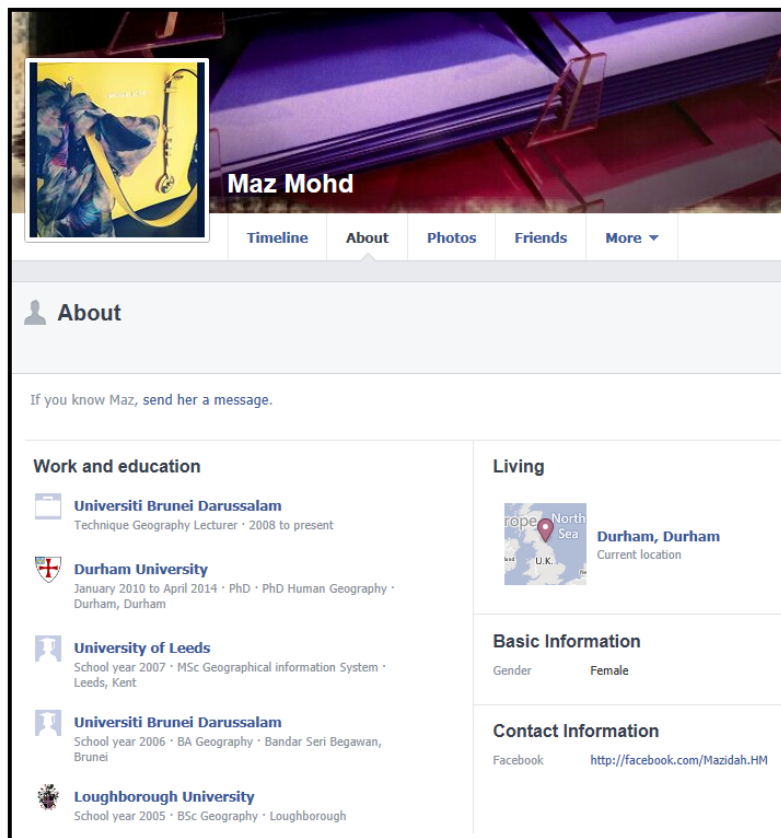 Maz Mohd
Timeline
About
Photos
Friends
More
About
If you know Maz, send her a message.
Work and education
Universiti Brunei Darussalam
Technique Geography Lecturer · 2008 to present
Durham University
January 2010 to April 2014 · PhD · PhD Human Geography ·
Durham, Durham
University of Leeds
School year 2007 · MSc Geographical information System ·
Leeds, Kent
Universiti Brunei Darussalam
School year 2006 · BA Geography · Bandar Seri Begawan,
Brunei
Loughborough University
School year 2005 · BSc Geography · Loughborough
Living
rope
North
Sea
U.K.
Durham, Durham
Current location
Basic Information
Gender
Female
Contact Information
Facebook
http://facebook.com/Mazidah.HM